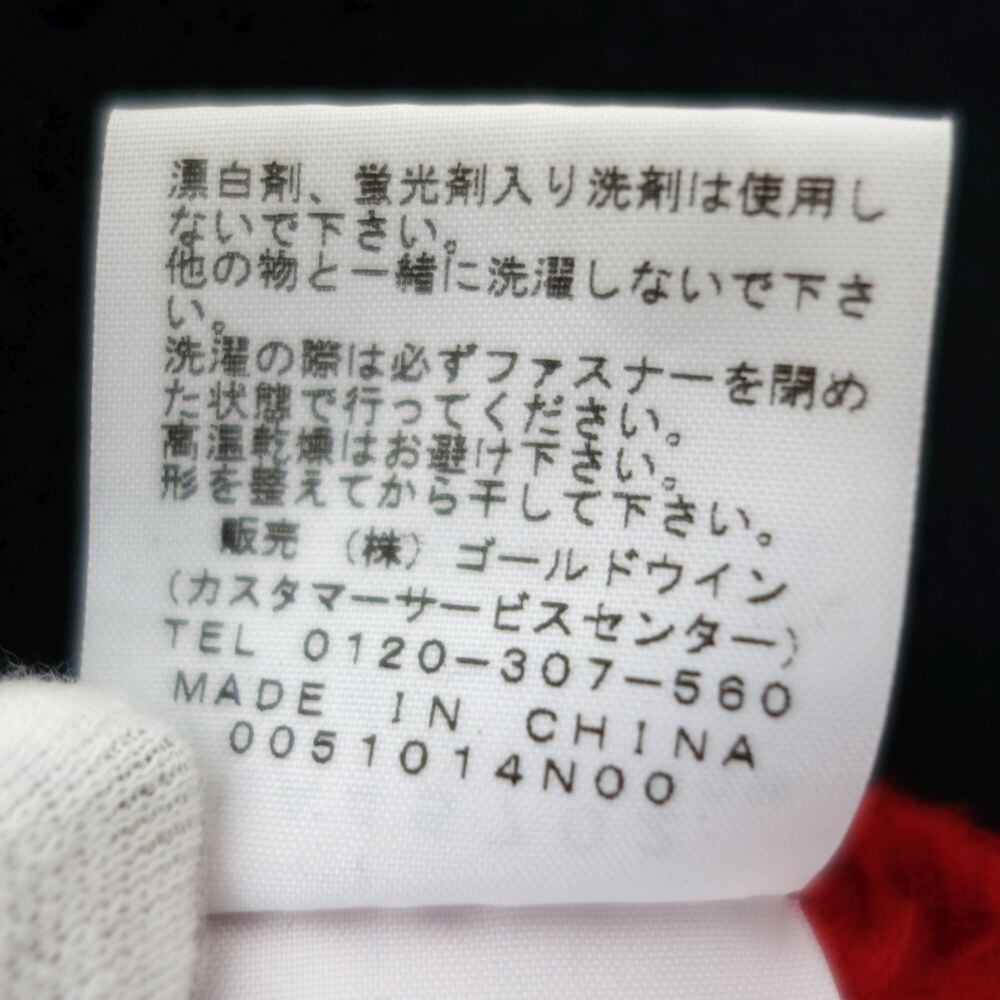 漂白剤、蛍光剤入り洗剤は使用し
ないで下さい。
他の物と一緒に洗濯しないで下さ
い。
洗濯の際は必ずファスナーを閉め
た状態で行ってください。
高温乾燥はお避け下さい。
形を整えてから干して下さい。
販売 (株) ゴールドウイン
(カスタマーサービスセンター)
TEL 0120-307-560
MADE IN CHINA
0051014N00